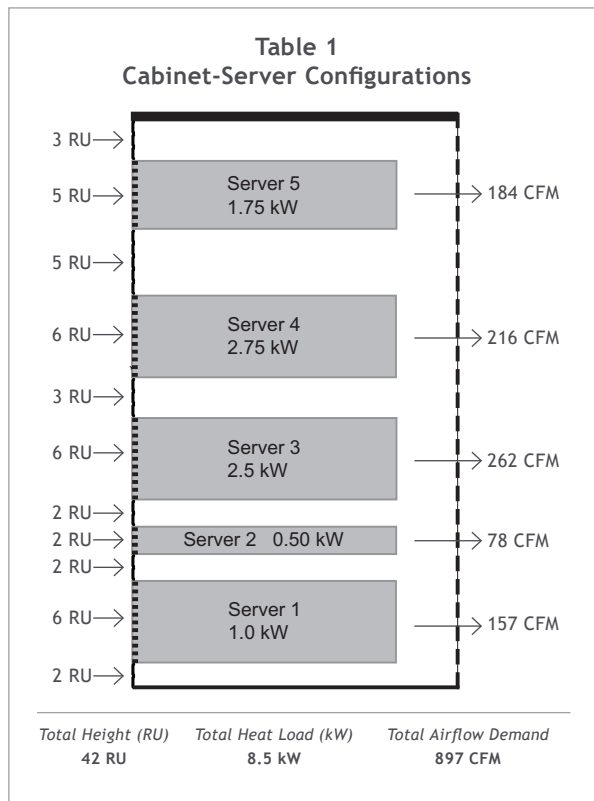 Table 1
Cabinet-Server Configurations
3 RU
5 RU
Server 5
1.75 kW
184 CFM
5 RU
6 RU
Server 4
2.75 kW
216 CFM
3 RU
6 RU
Server 3
2.5 kW
262 CFM
2 RU
2 RU
Server 2 0.50 kW
78 CFM
2 RU
6 RU
Server 1
1.0 kW
157 CFM
2 RU
Total Height (RU) Total Heat Load (kW) Total Airflow Demand
42 RU 8.5 kW 897 CFM